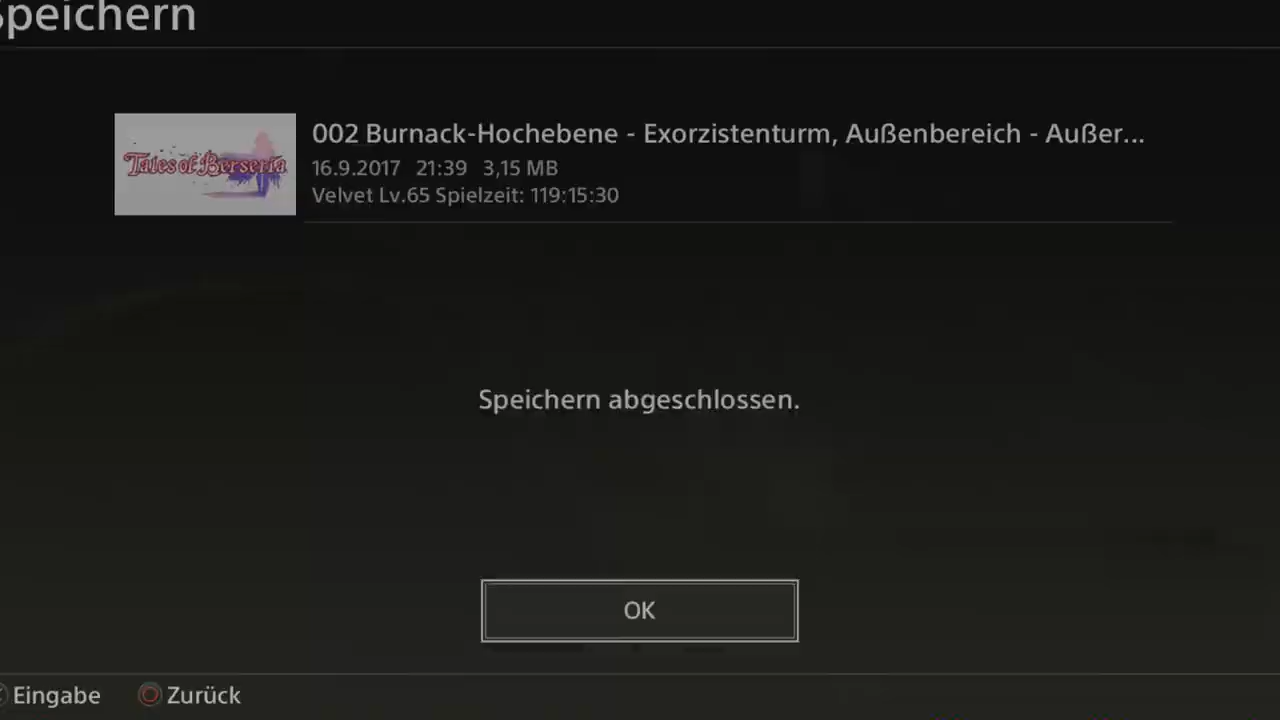 Speichern
Tales of Berseria
002 Burnack-Hochebene - Exorzistenturm, Außenbereich - Außer...
16.9.2017 21:39 3,15 MB
Velvet Lv.65 Spielzeit: 119:15:30
Speichern abgeschlossen.
OK
Eingabe Zurück